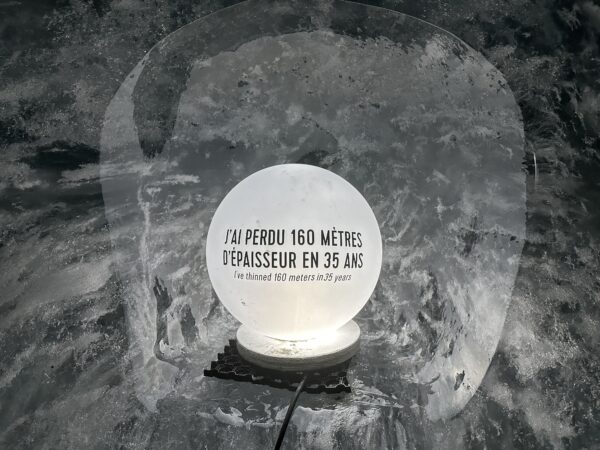 J'AI PERDU 160 MÈTRES
D'ÉPAISSEUR EN 35 ANS
I've thinned 160 meters in 35 years